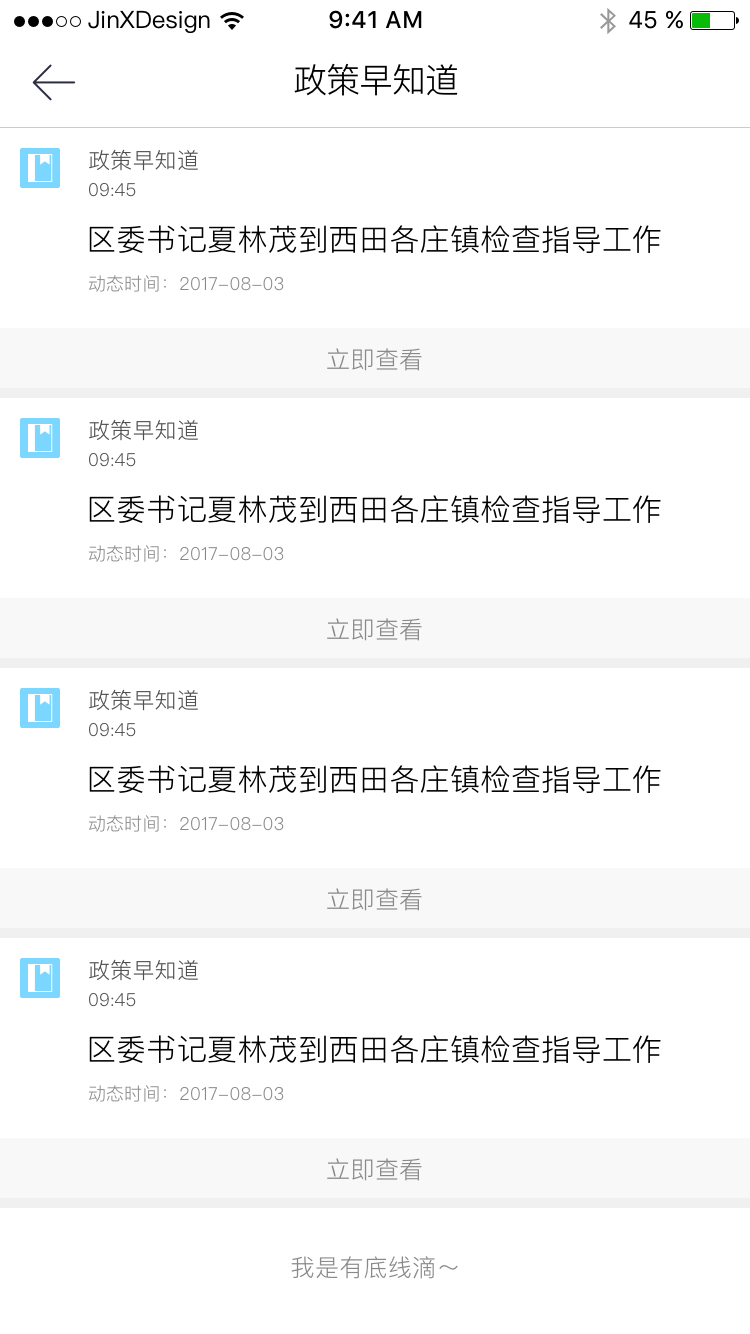 JinXDesign 9:41 AM 45 %
政策早知道
政策早知道
09:45
区委书记夏林茂到西田各庄镇检查指导工作
动态时间：2017-08-03
立即查看
政策早知道
09:45
区委书记夏林茂到西田各庄镇检查指导工作
动态时间：2017-08-03
立即查看
政策早知道
09:45
区委书记夏林茂到西田各庄镇检查指导工作
动态时间：2017-08-03
立即查看
政策早知道
09:45
区委书记夏林茂到西田各庄镇检查指导工作
动态时间：2017-08-03
立即查看
我是有底线滴～